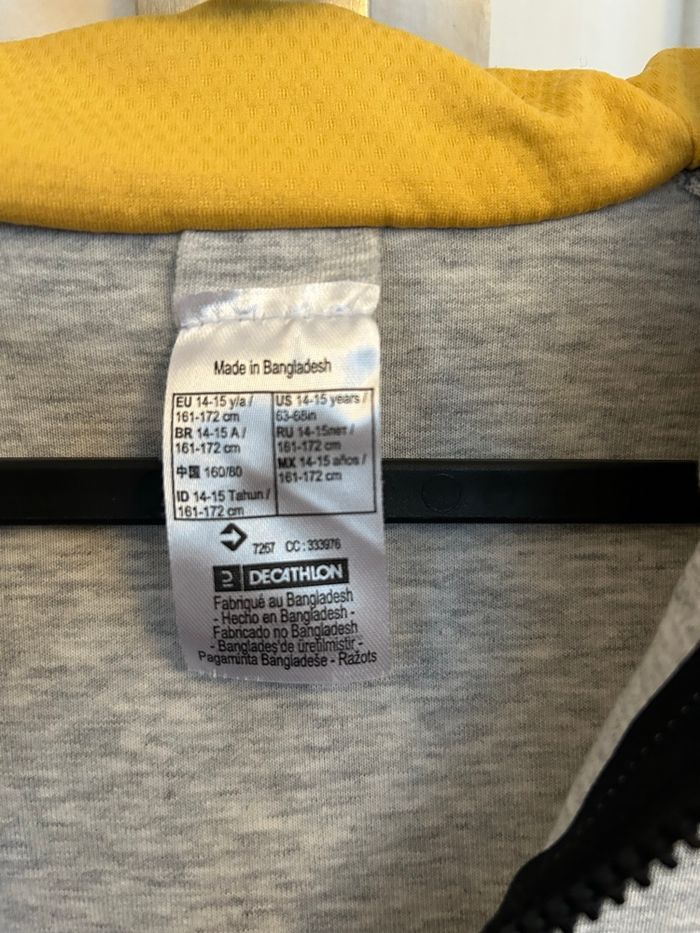 Made in Bangladesh
EU 14-15 y/a /
161-172 cm
BR 14-15 A /
161-172 cm
中国 160/80
ID 14-15 Tahun /
161-172 cm
US 14-15 years /
63-68in
RU 14-15лет /
161-172 cm
MX 14-15 años /
161-172 cm
7267 CC : 333976
DECATHLON
Fabriqué au Bangladesh
- Hecho en Bangladesh -
Fabricado no Bangladesh
- Bangladeş'de üretilmiştir -
Pagaminta Bangladeše - Ražots